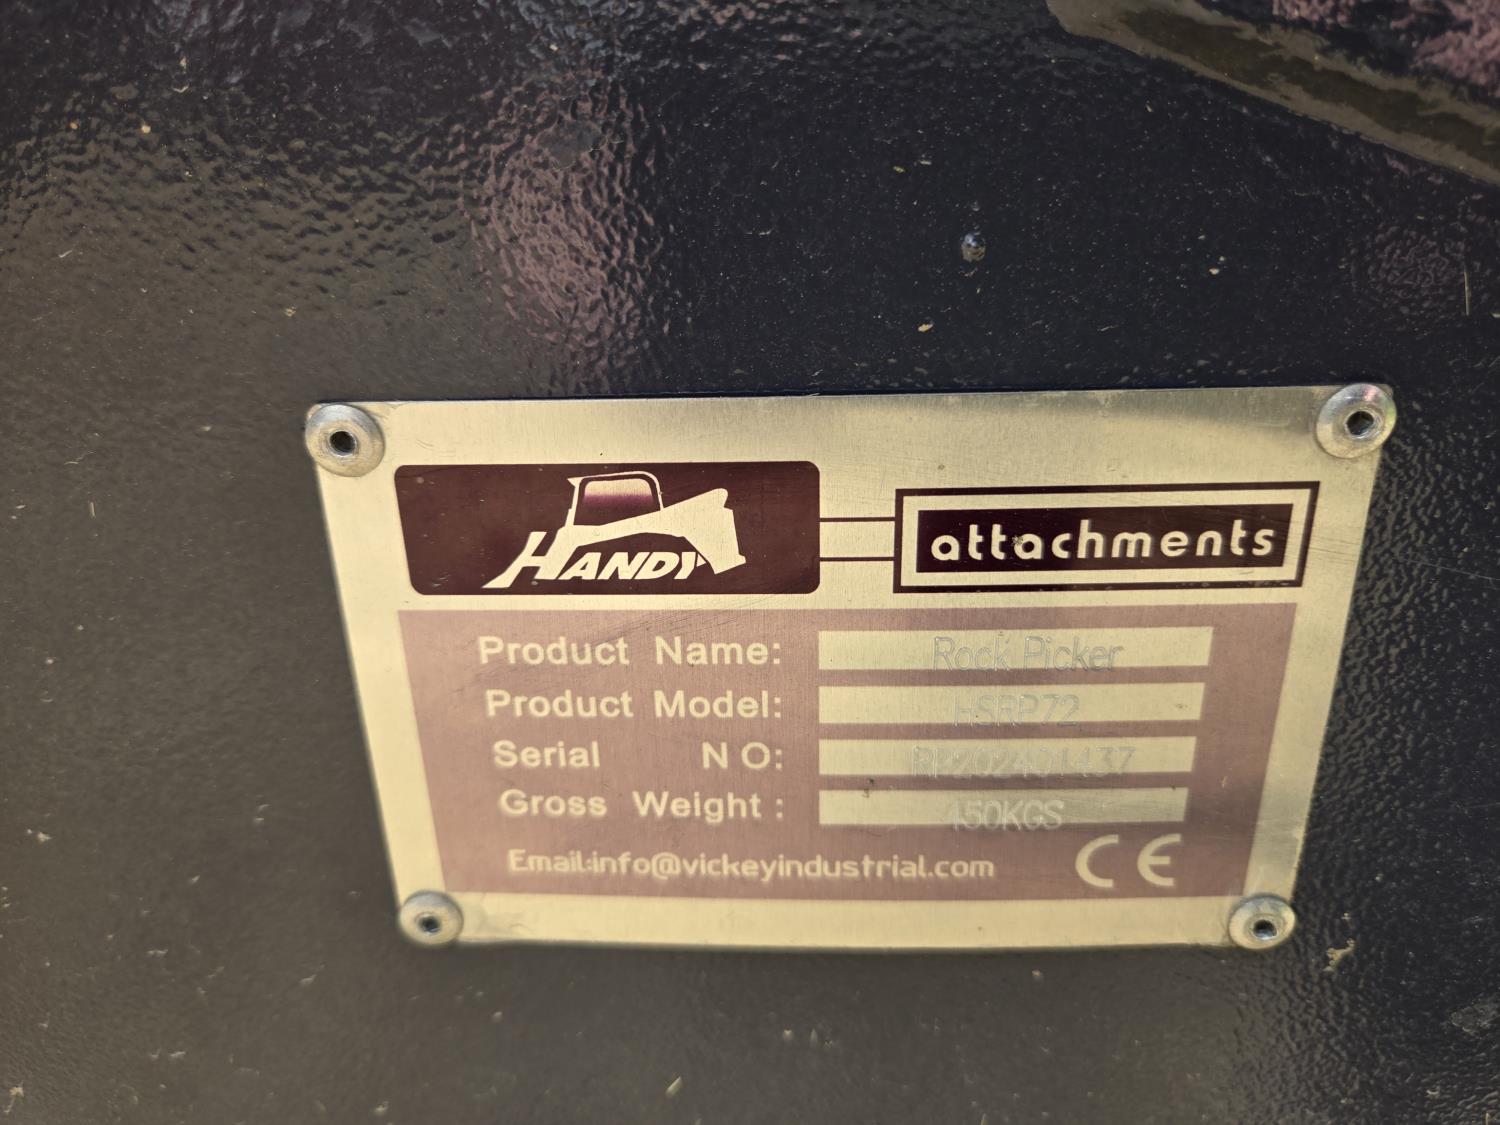 HANDY
attachments
Product Name: Rock Picker
Product Model: HSRP72
Serial NO: RP202401437
Gross Weight: 450KGS
Email:info@vickeyindustrial.com CE